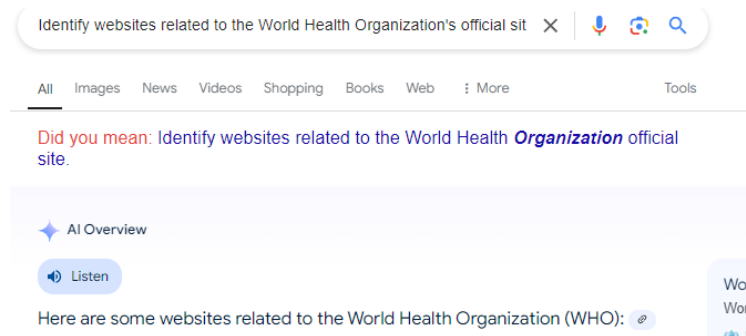 Identify websites related to the World Health Organization's official sit
All Images News Videos Shopping Books Web More Tools
Did you mean: Identify websites related to the World Health Organization official
site.
AI Overview
Listen
Here are some websites related to the World Health Organization (WHO):